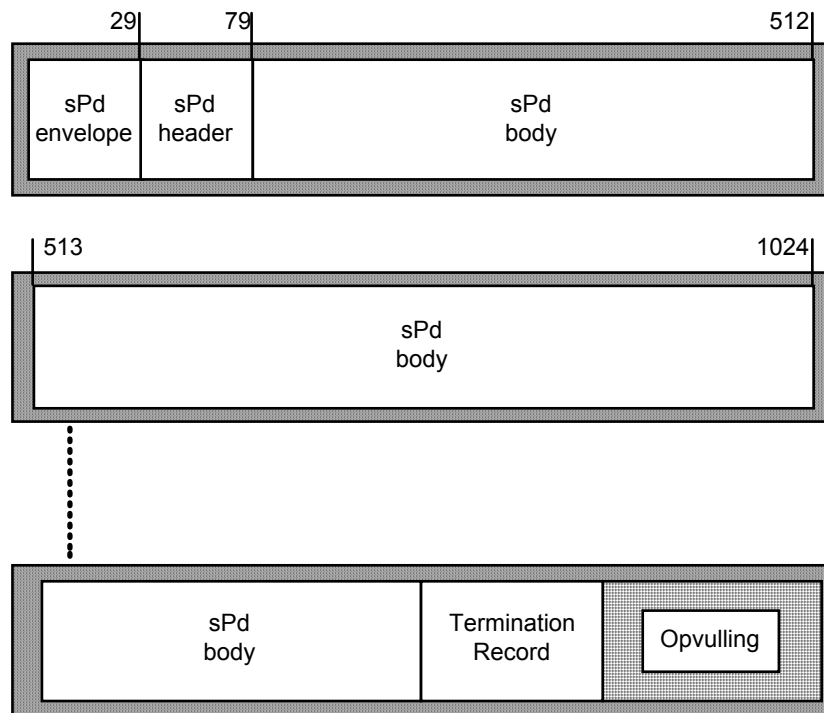 29 79 512
sPd sPd sPd
envelope header body
513 1024
sPd
body
sPd Termination
body Record Opvulling